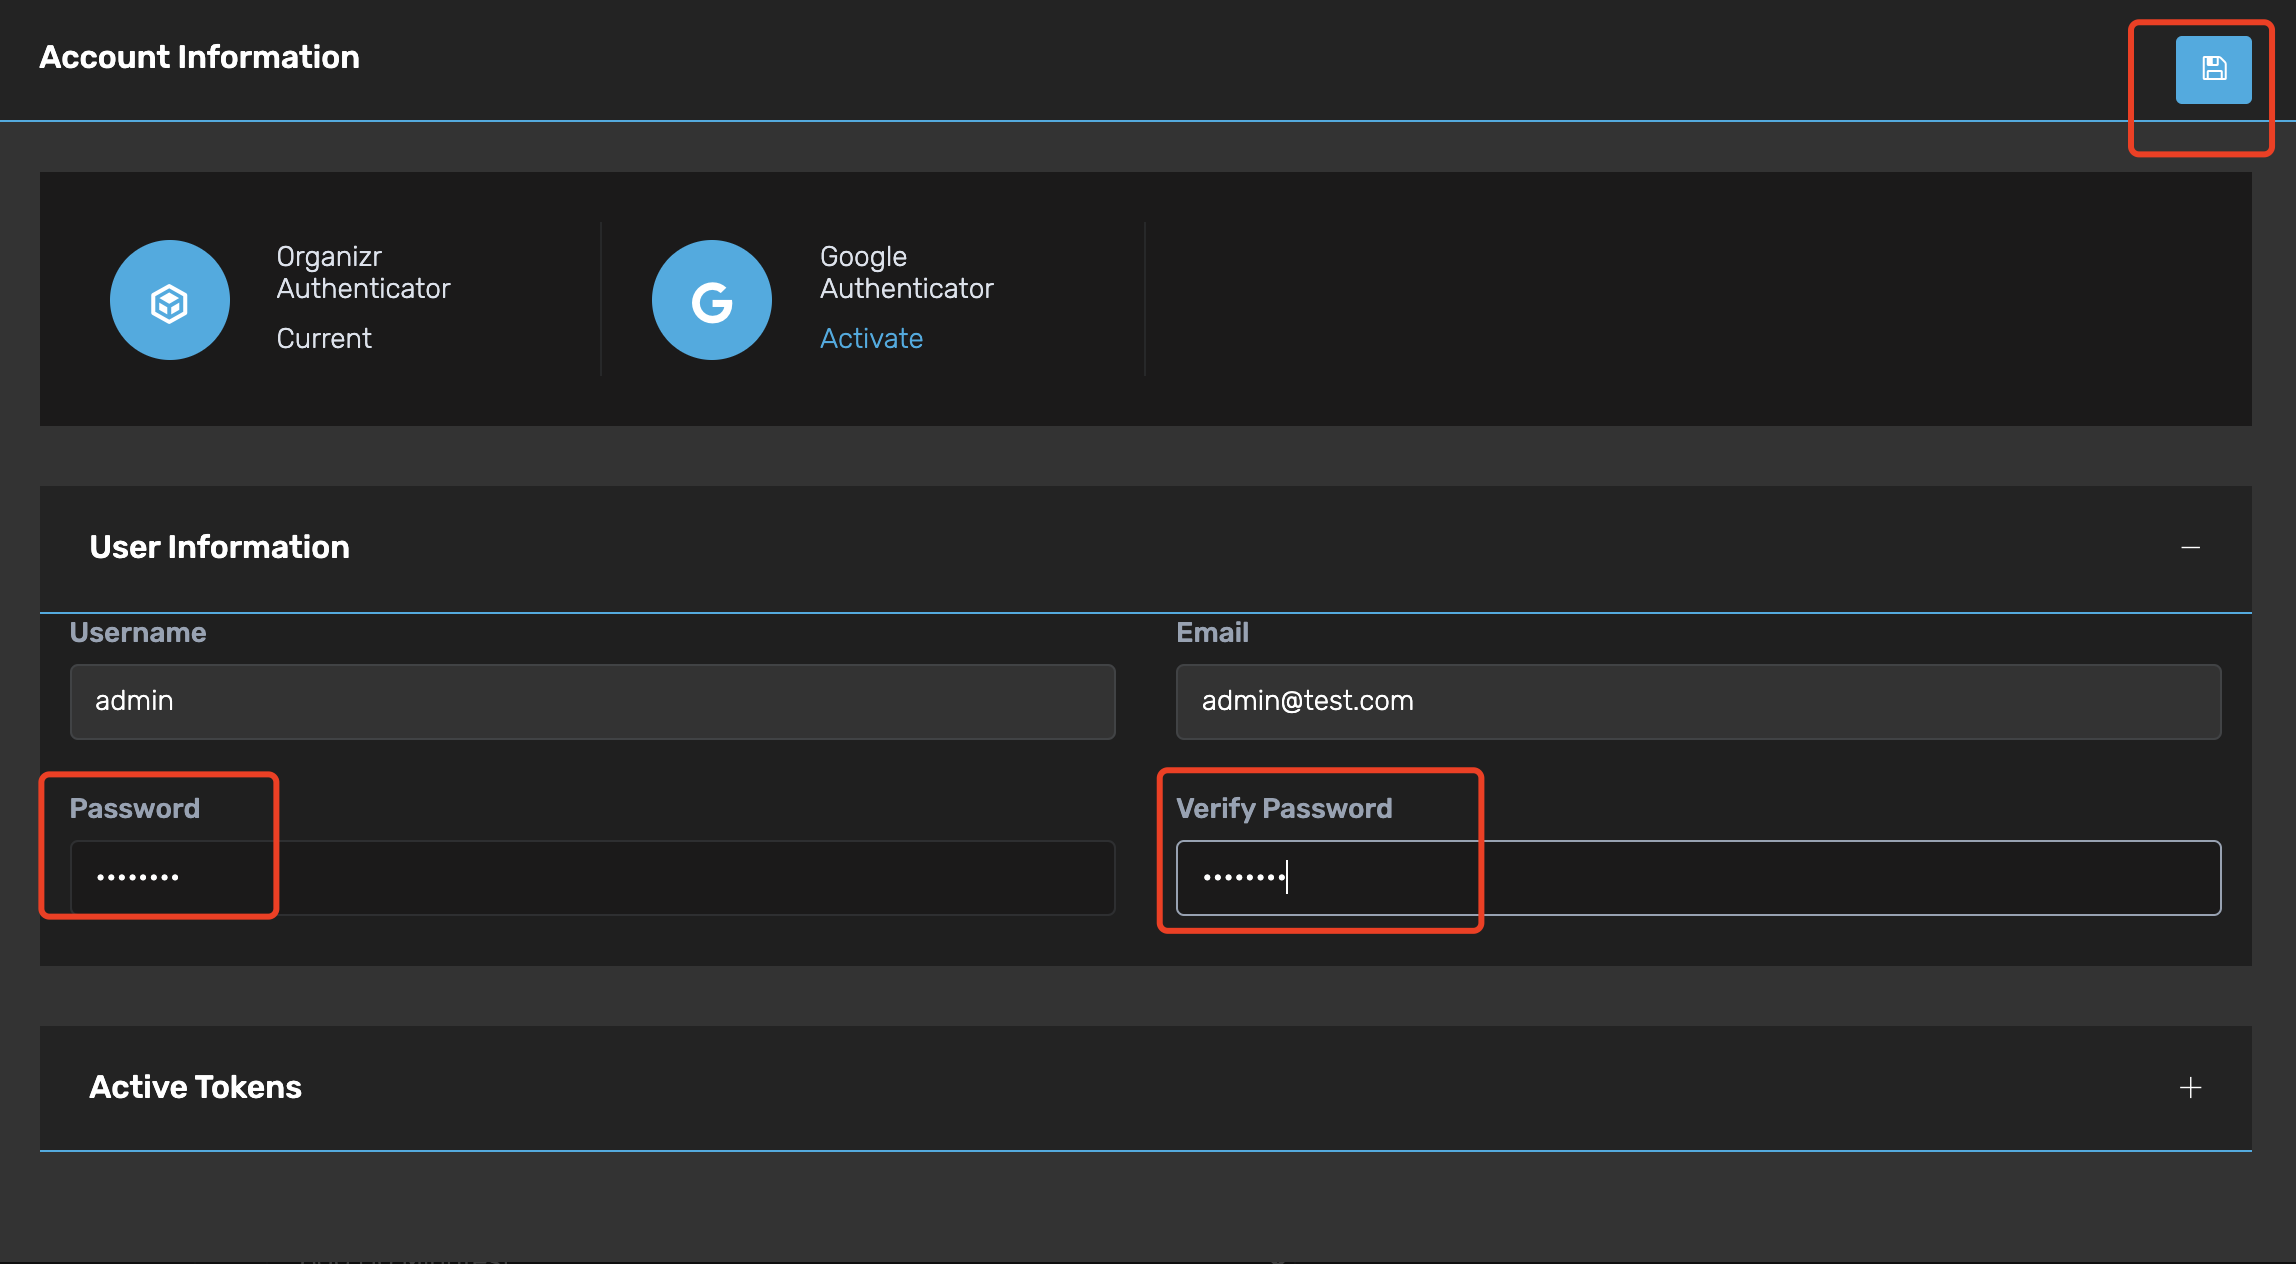 Account Information
Organizr
Authenticator
Current
Google
Authenticator
Activate
User Information
Username
Email
admin
admin@test.com
Password
Verify Password
••••••••
••••••••
Active Tokens